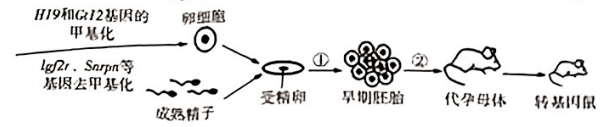 H19和Gt12基因的
甲基化
卵细胞
Igf2r、Snrpn等
基因去甲基化
成熟精子
受精卵
①
早期胚胎
②
代孕母体
转基因鼠